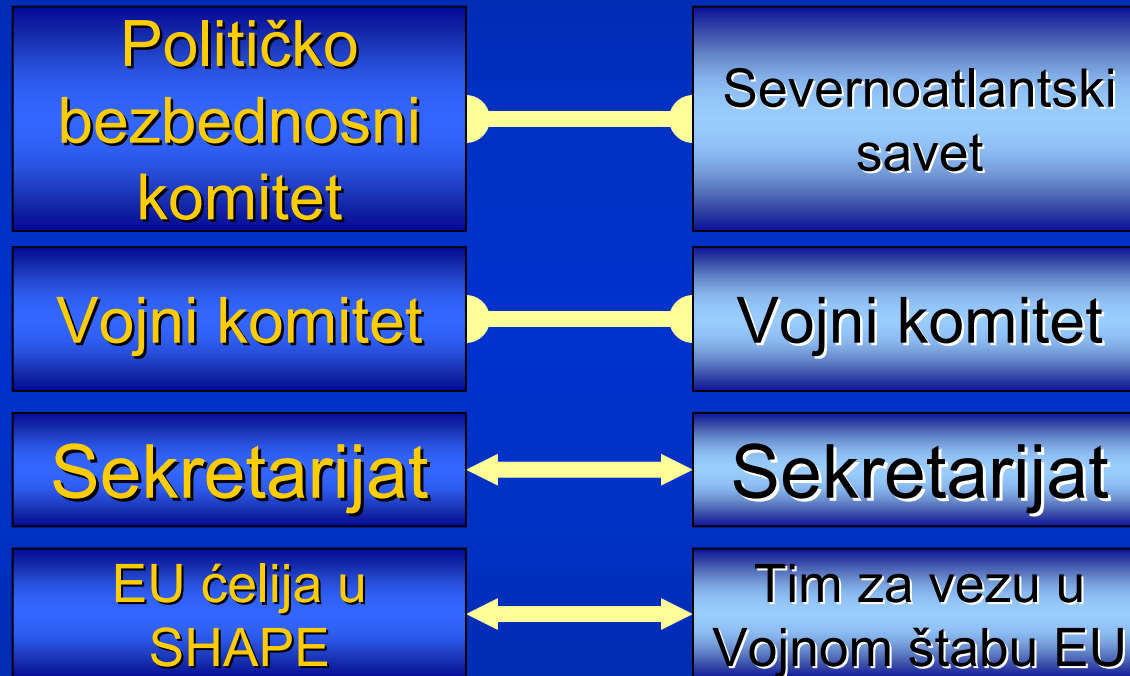 Političko
bezbednosni
komitet
Severnoatlantski
savet
Vojni komitet
Vojni komitet
Sekretarijat
Sekretarijat
EU ćelija u
SHAPE
Tim za vezu u
Vojnom štabu EU